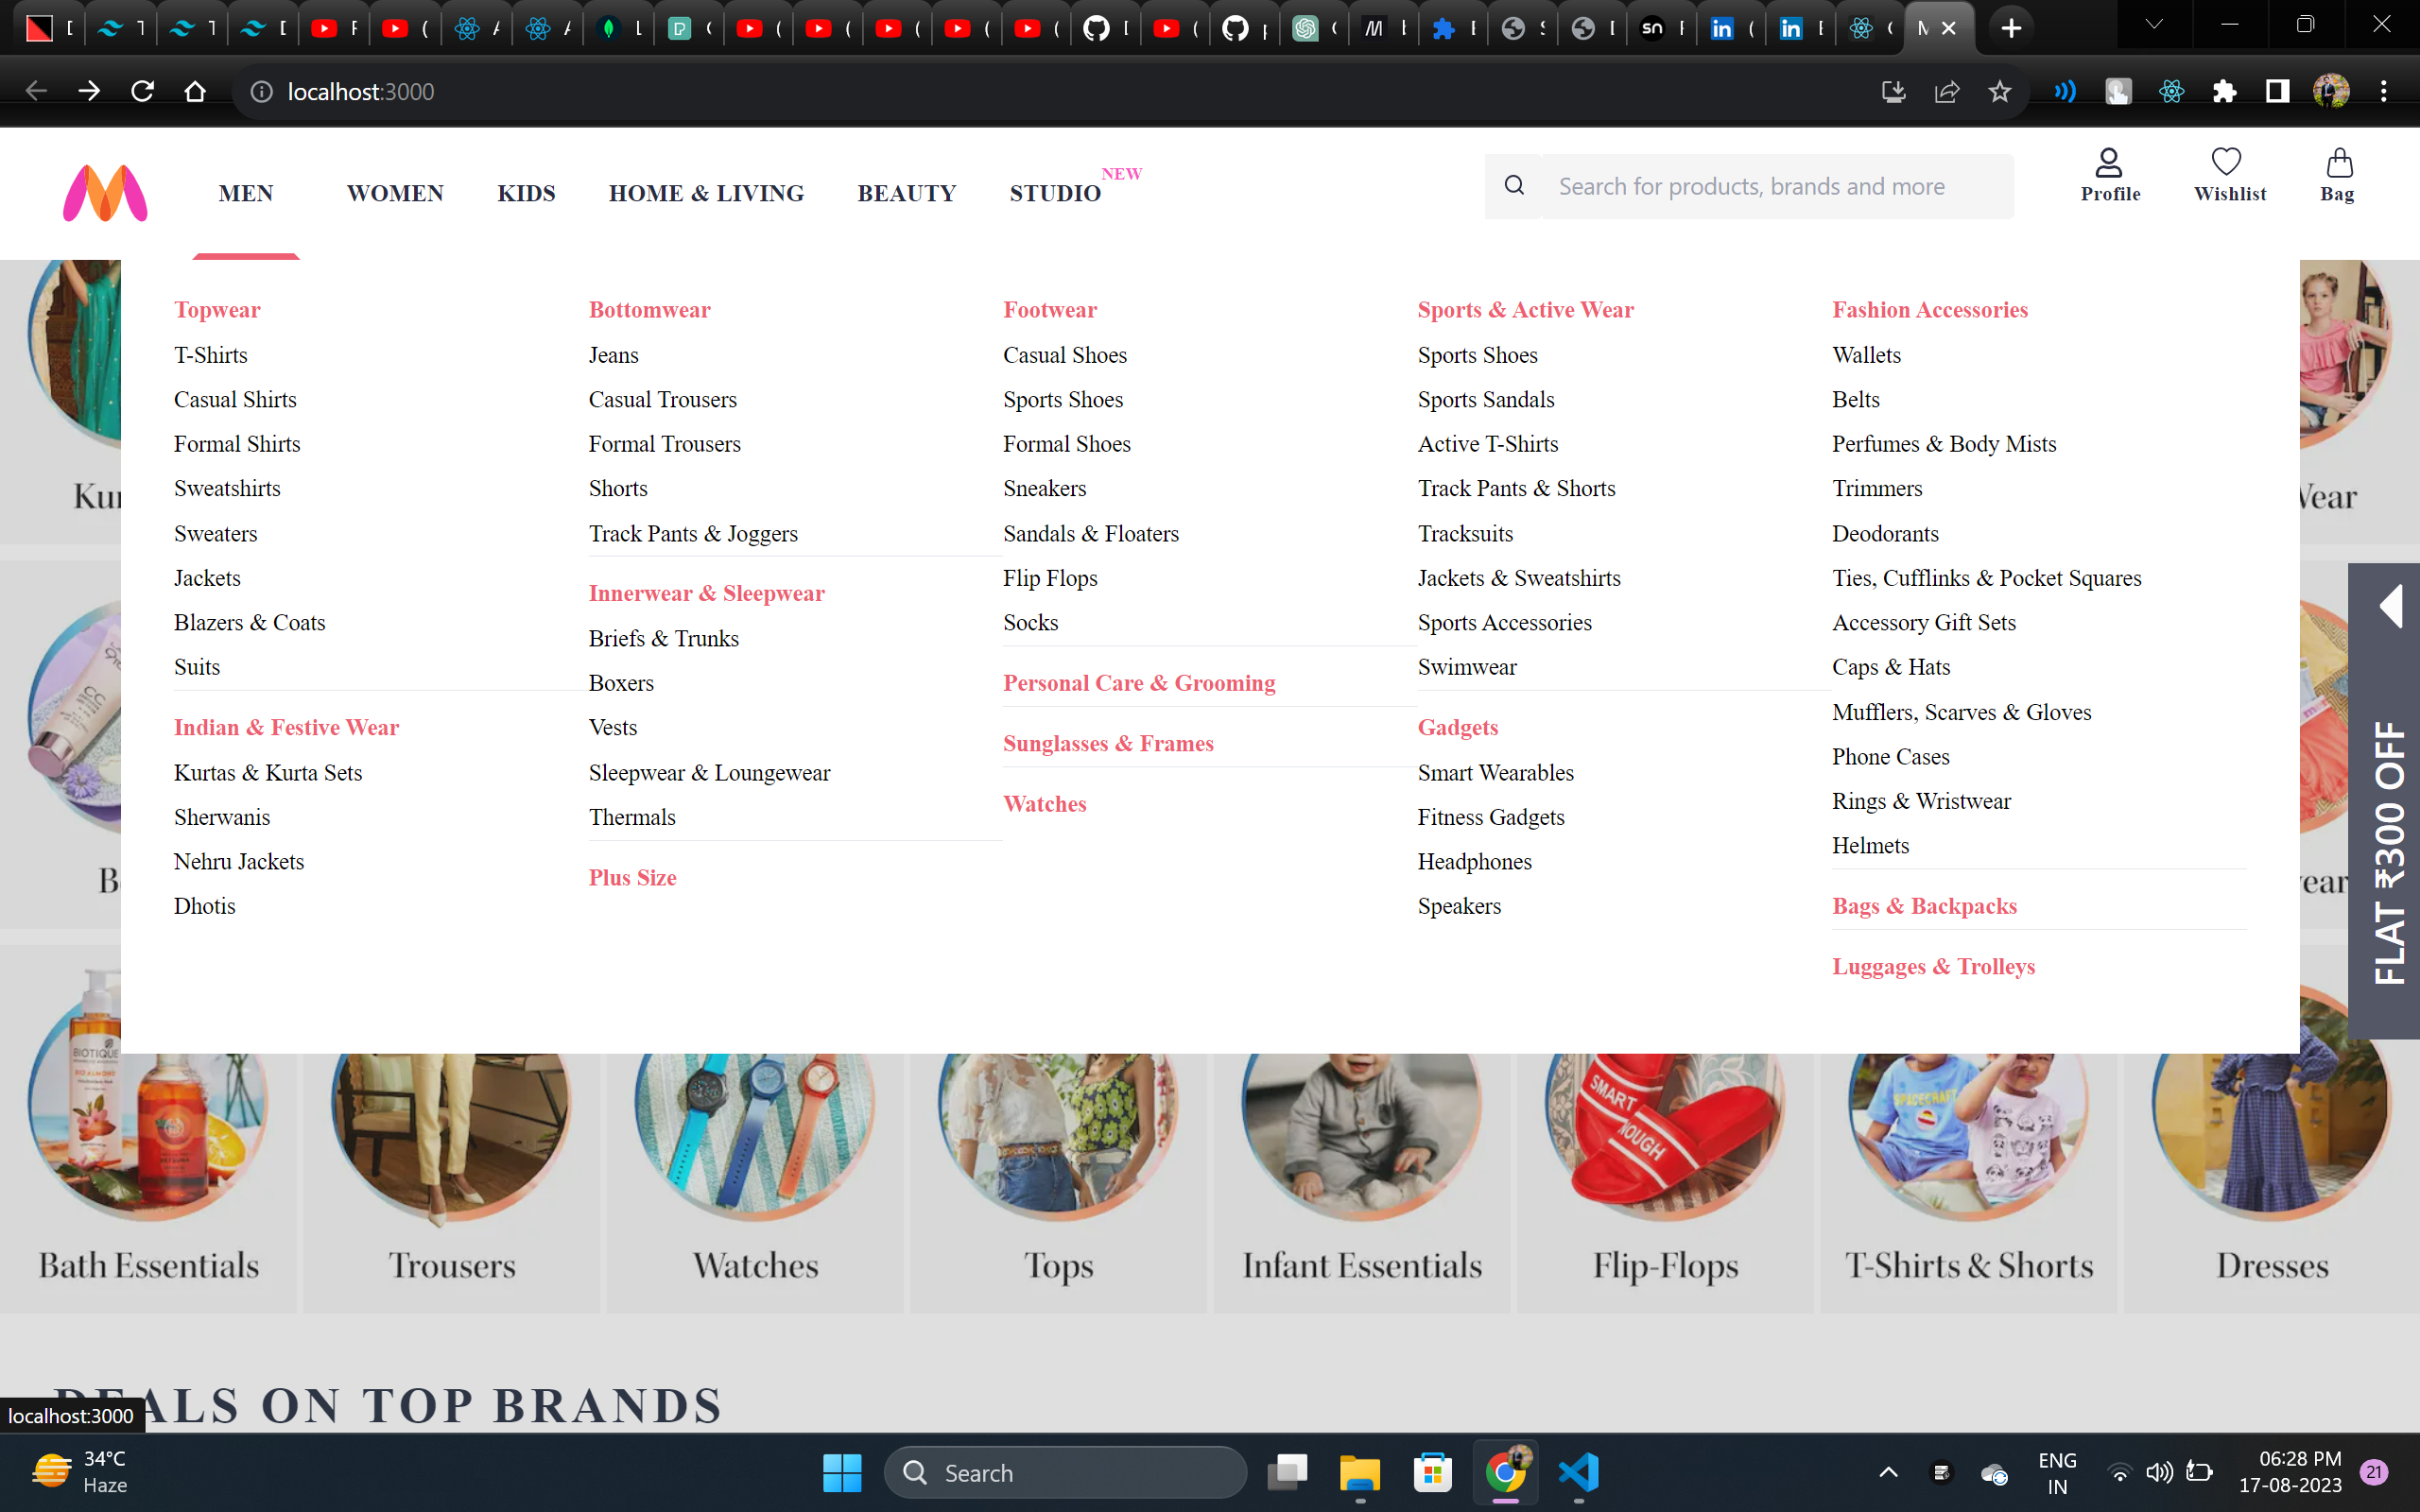 localhost:3000
MEN
WOMEN
KIDS
HOME & LIVING
BEAUTY
STUDIO
NEW
Search for products, brands and more
Profile
Wishlist
Bag
Topwear
T-Shirts
Casual Shirts
Formal Shirts
Sweatshirts
Sweaters
Jackets
Blazers & Coats
Suits
Indian & Festive Wear
Kurtas & Kurta Sets
Sherwanis
Nehru Jackets
Dhotis
Bottomwear
Jeans
Casual Trousers
Formal Trousers
Shorts
Track Pants & Joggers
Innerwear & Sleepwear
Briefs & Trunks
Boxers
Vests
Sleepwear & Loungewear
Thermals
Plus Size
Footwear
Casual Shoes
Sports Shoes
Formal Shoes
Sneakers
Sandals & Floaters
Flip Flops
Socks
Personal Care & Grooming
Sunglasses & Frames
Watches
Sports & Active Wear
Sports Shoes
Sports Sandals
Active T-Shirts
Track Pants & Shorts
Tracksuits
Jackets & Sweatshirts
Sports Accessories
Swimwear
Gadgets
Smart Wearables
Fitness Gadgets
Headphones
Speakers
Fashion Accessories
Wallets
Belts
Perfumes & Body Mists
Trimmers
Deodorants
Ties, Cufflinks & Pocket Squares
Accessory Gift Sets
Caps & Hats
Mufflers, Scarves & Gloves
Phone Cases
Rings & Wristwear
Helmets
Bags & Backpacks
Luggages & Trolleys
FLAT ₹300 OFF
CC
BIOTIQUE
SMART
NOUGH
SPACECRAFT
Bath Essentials
Trousers
Watches
Tops
Infant Essentials
Flip-Flops
T-Shirts & Shorts
Dresses
ON TOP BRANDS
localhost:3000
34°C
Haze
Search
ENG
IN
06:28 PM
17-08-2023
21